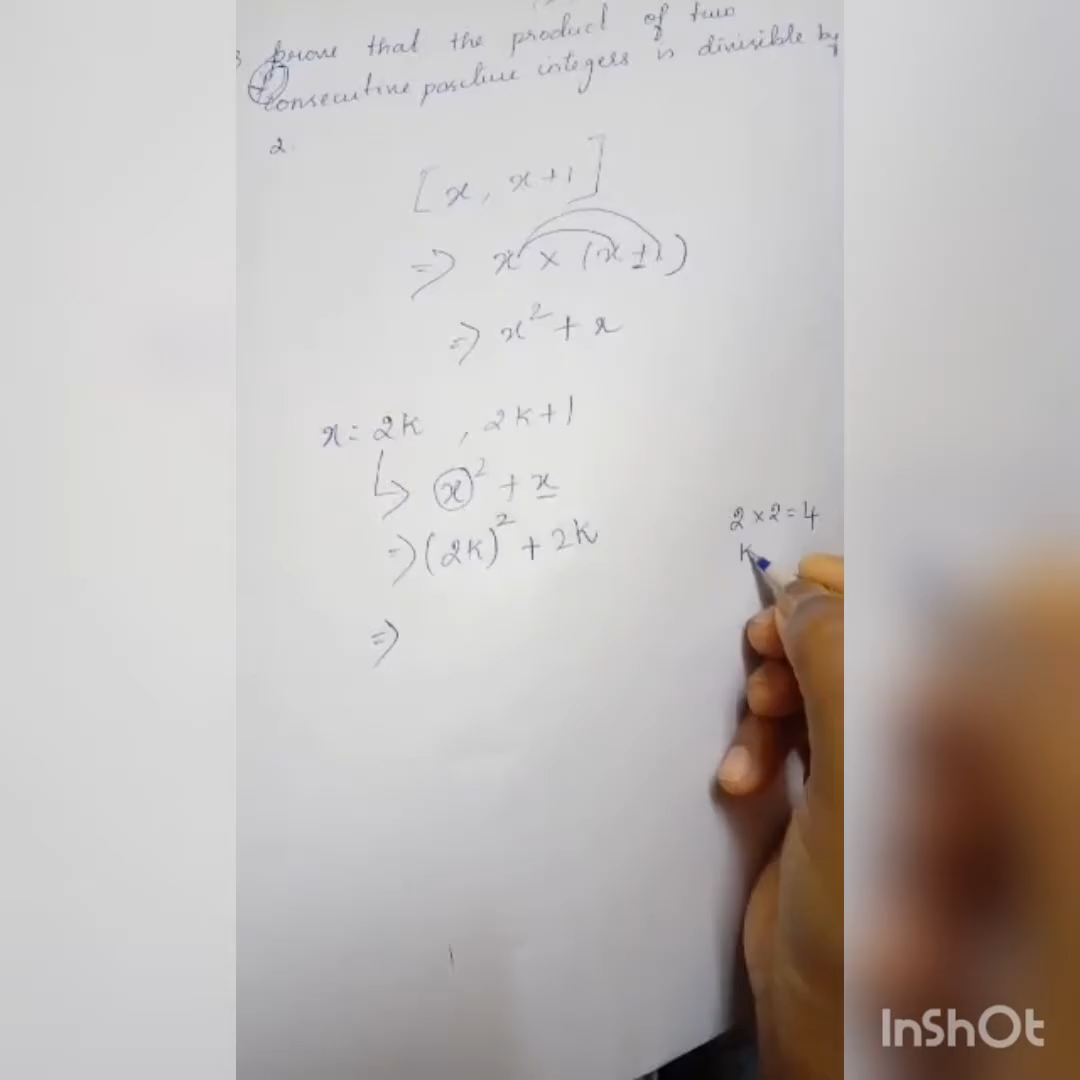 prove that the product of two
consecutive positive integers is divisible by
2.
[x, x+1]
=> x × (x+1)
=> x² + x
x = 2k , 2k+1
↳ x² + x
=> (2k)² + 2k
2 × 2 = 4
k
=>
InShOt